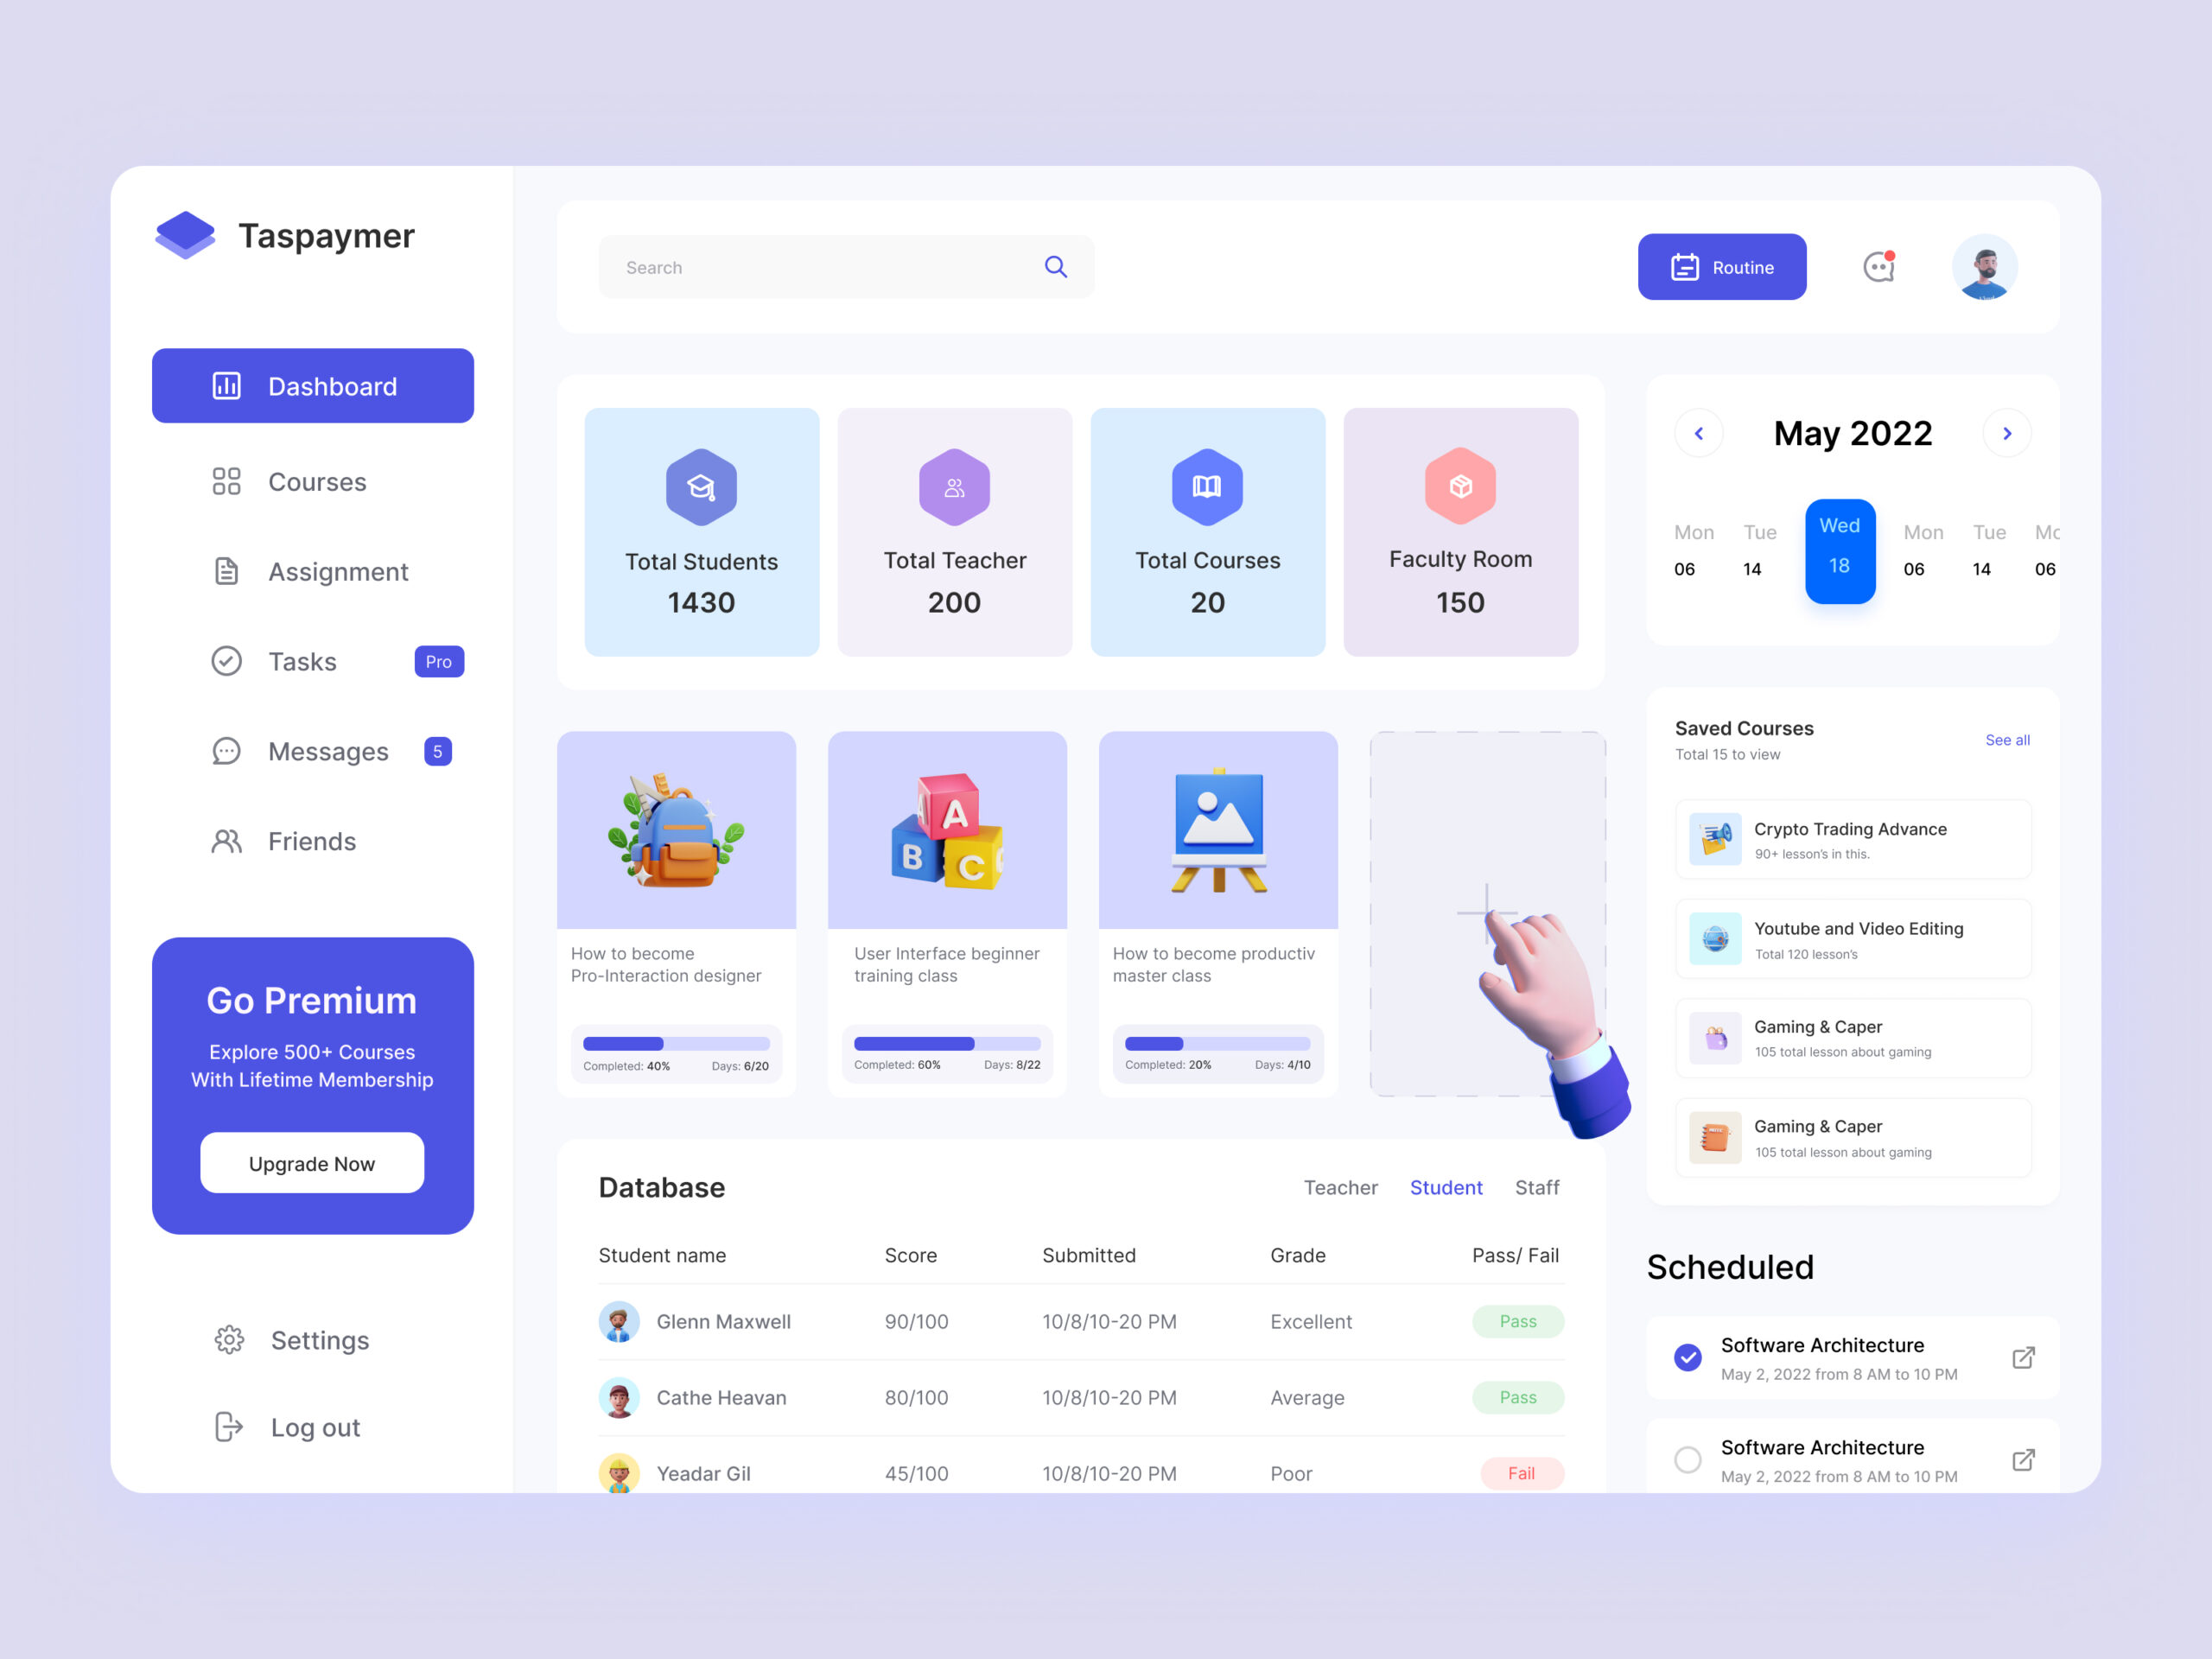 Taspaymer
Dashboard
Courses
Assignment
Tasks
Pro
Messages
5
Friends
Go Premium
Explore 500+ Courses
With Lifetime Membership
Upgrade Now
Settings
Log out
Search
Routine
Total Students
1430
Total Teacher
200
Total Courses
20
Faculty Room
150
How to become
Pro-Interaction designer
Completed: 40%
Days: 6/20
A
B
C
User Interface beginner
training class
Completed: 60%
Days: 8/22
How to become productiv
master class
Completed: 20%
Days: 4/10
Database
Teacher
Student
Staff
Student name
Score
Submitted
Grade
Pass/ Fail
Glenn Maxwell
90/100
10/8/10-20 PM
Excellent
Pass
Cathe Heavan
80/100
10/8/10-20 PM
Average
Pass
Yeadar Gil
45/100
10/8/10-20 PM
Poor
Fail
May 2022
Mon
Tue
Wed
Mon
Tue
06
14
18
06
14
06
Saved Courses
Total 15 to view
See all
Crypto Trading Advance
90+ lesson's in this.
Youtube and Video Editing
Total 120 lesson's
Gaming & Caper
105 total lesson about gaming
Gaming & Caper
105 total lesson about gaming
Scheduled
Software Architecture
May 2, 2022 from 8 AM to 10 PM
Software Architecture
May 2, 2022 from 8 AM to 10 PM